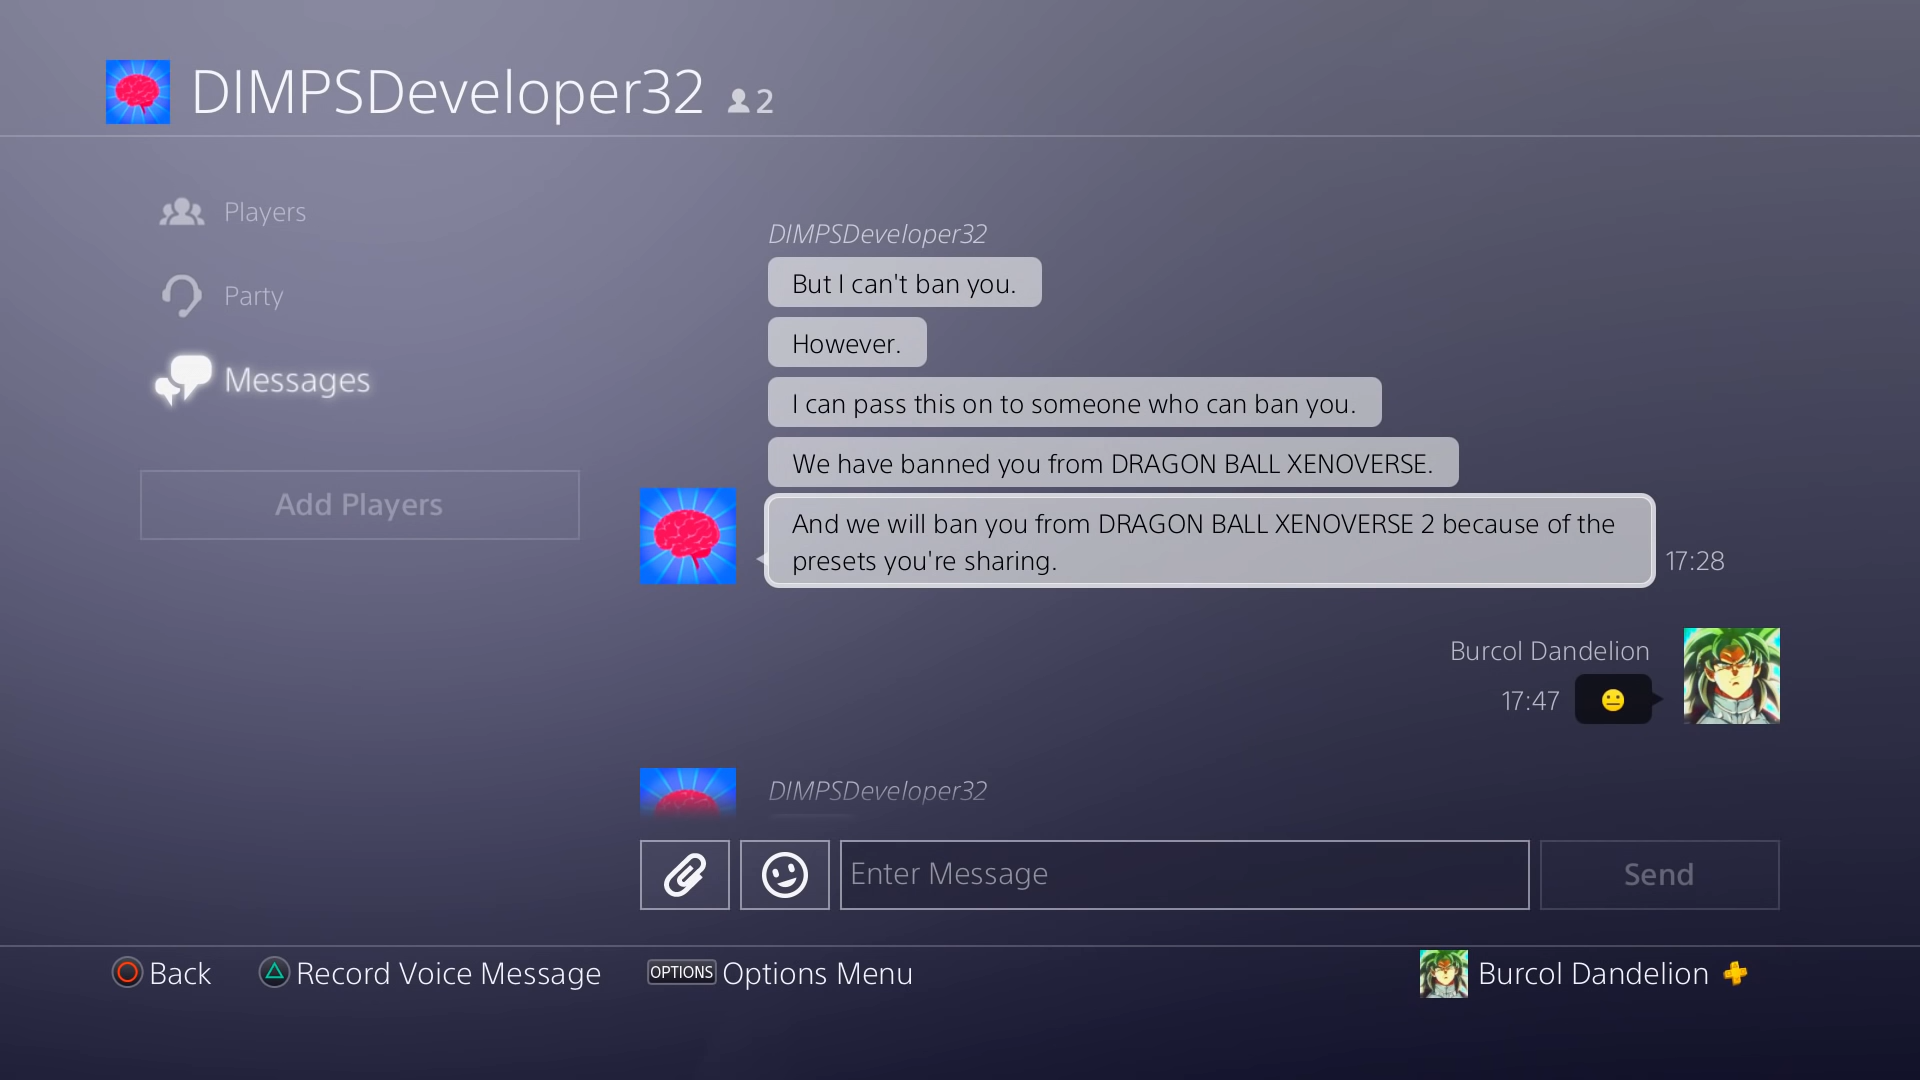 DIMPSDeveloper32 2
Players
Party
Messages
Add Players
DIMPSDeveloper32
But I can't ban you.
However.
I can pass this on to someone who can ban you.
We have banned you from DRAGON BALL XENOVERSE.
And we will ban you from DRAGON BALL XENOVERSE 2 because of the
presets you're sharing.
17:28
Burcol Dandelion
17:47
DIMPSDeveloper32
Enter Message
Send
Back
Record Voice Message
OPTIONS Options Menu
Burcol Dandelion